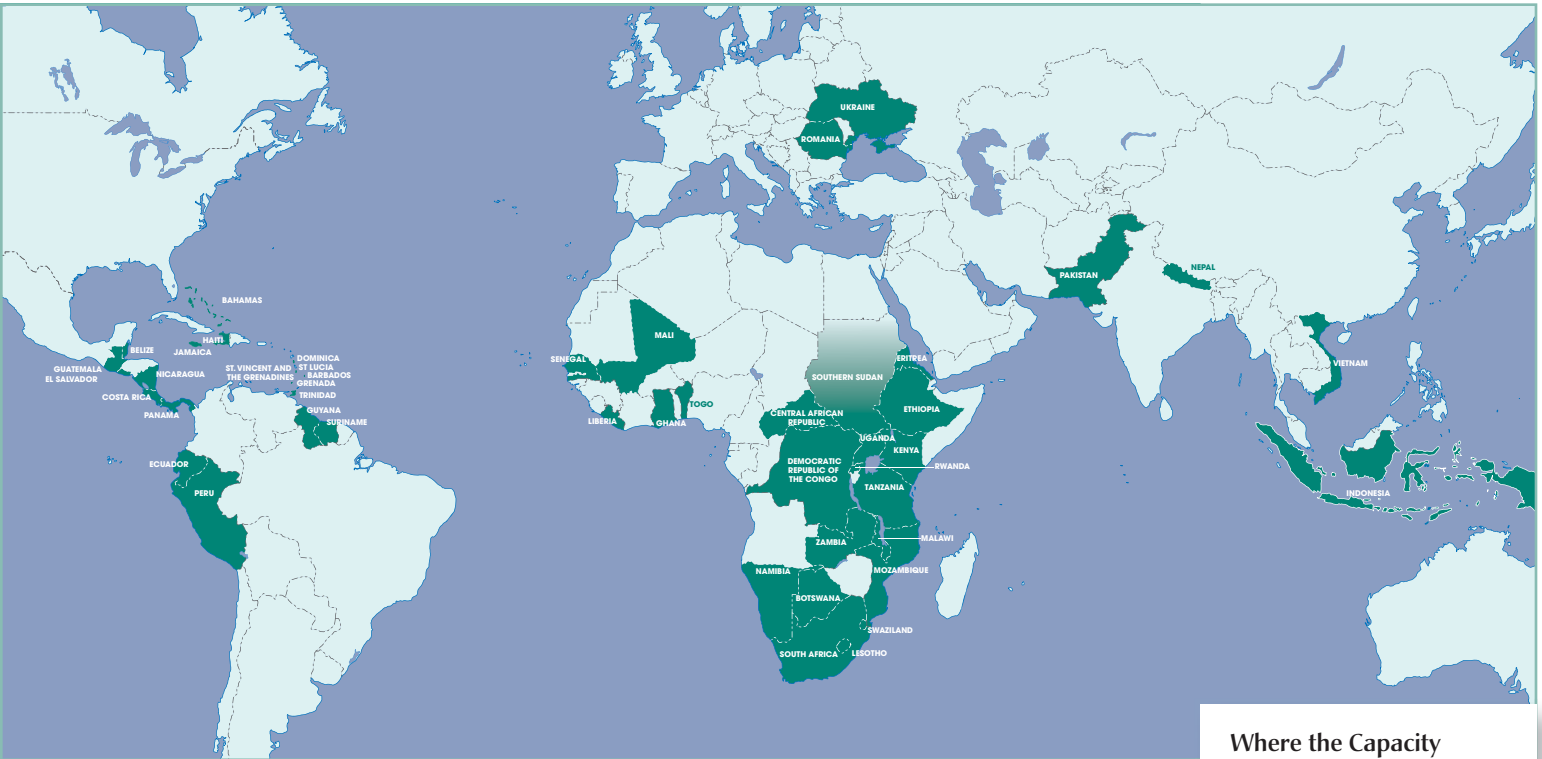 UKRAINE
ROMANIA
PAKISTAN
NEPAL
BAHAMAS
HAITI
JAMAICA
BELIZE
GUATEMALA
EL SALVADOR
NICARAGUA
COSTA RICA
PANAMA
ST. VINCENT AND
THE GRENADINES
DOMINICA
ST LUCIA
BARBADOS
GRENADA
TRINIDAD
GUYANA
SURINAME
ECUADOR
PERU
MALI
SENEGAL
LIBERIA
GHANA
TOGO
ERITREA
SOUTHERN SUDAN
ETHIOPIA
CENTRAL AFRICAN
REPUBLIC
UGANDA
KENYA
DEMOCRATIC
REPUBLIC OF
THE CONGO
RWANDA
TANZANIA
ZAMBIA
MALAWI
MOZAMBIQUE
NAMIBIA
BOTSWANA
SWAZILAND
SOUTH AFRICA
LESOTHO
VIETNAM
INDONESIA
Where the Capacity